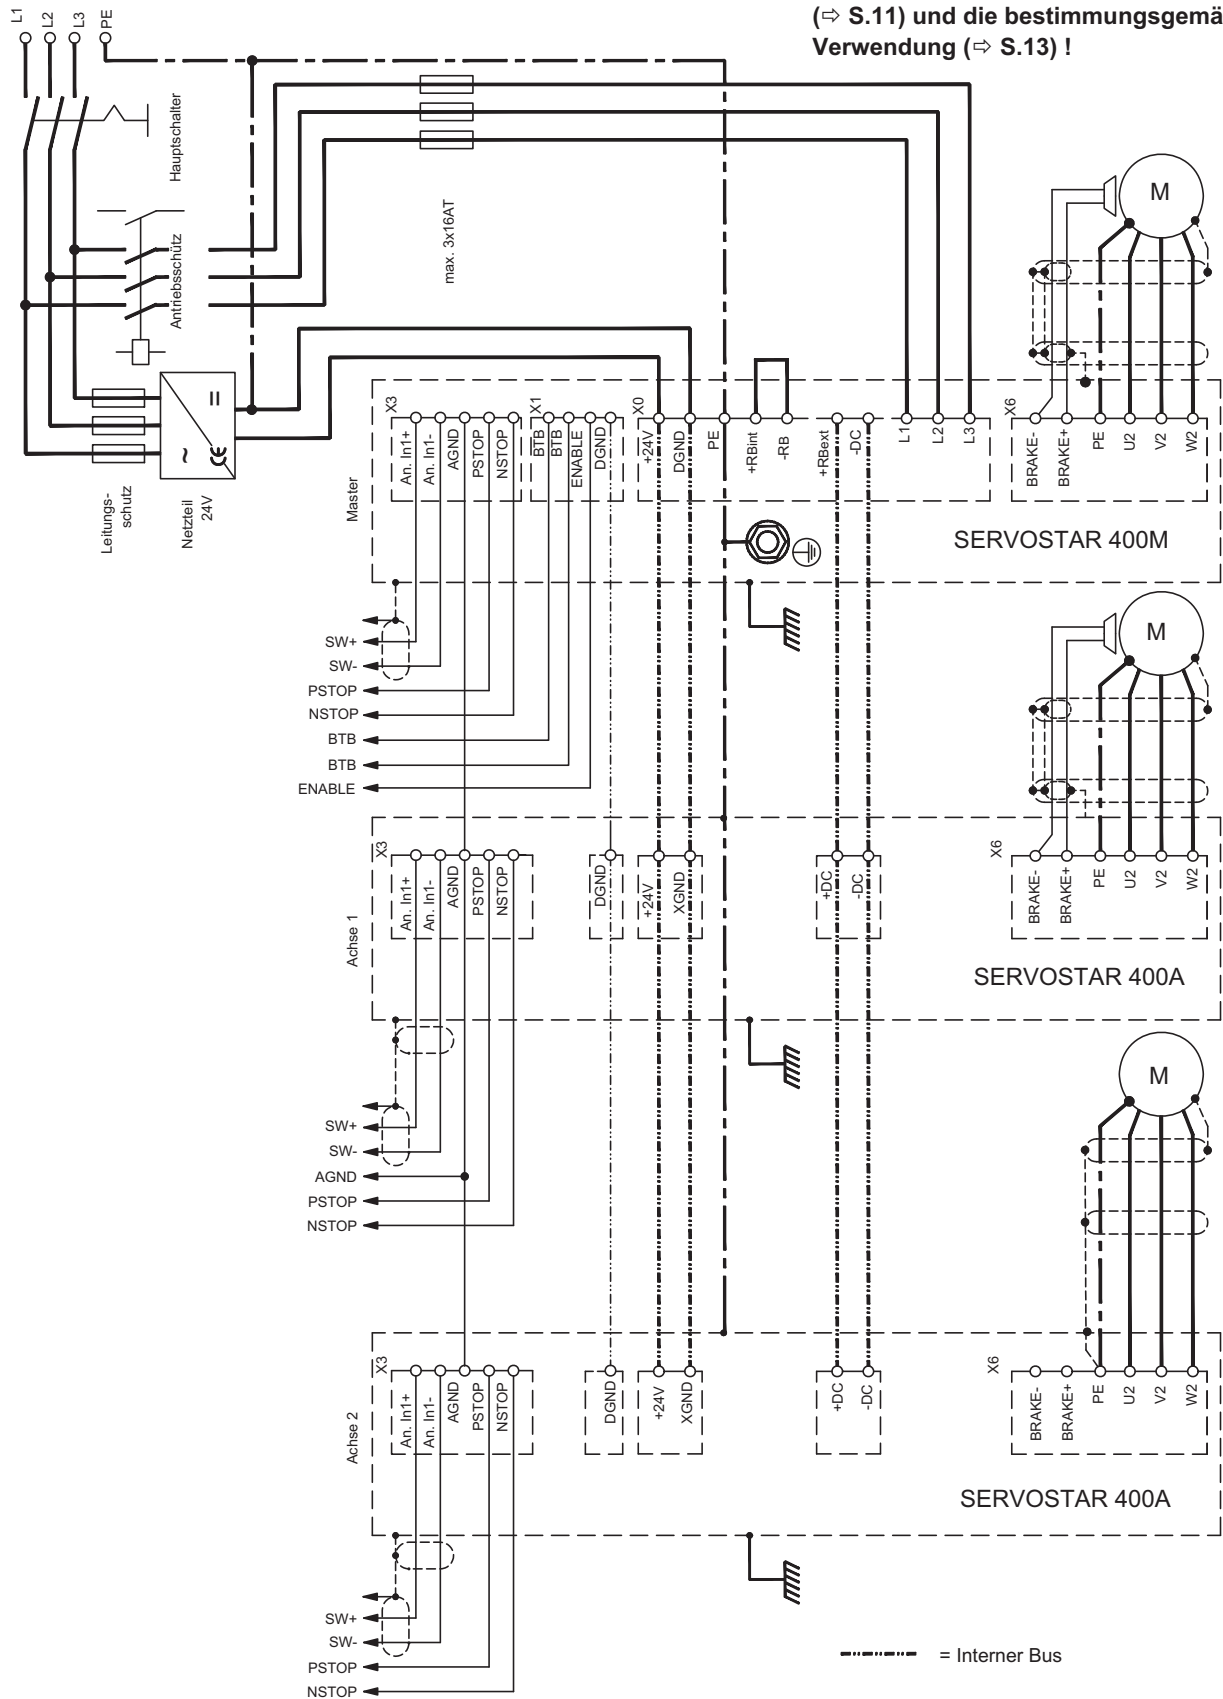 (⇨ S.11) und die bestimmungsgemä
Verwendung (⇨ S.13) !
L1
L2
L3
PE
Hauptschalter
Antriebsschütz
max. 3x16AT
Leitungs-
schutz
Netzteil
24V
=
~
CE
M
Master
X3
An. In1+
An. In1-
AGND
PSTOP
NSTOP
X1
BTB
BTB
ENABLE
DGND
X0
+24V
DGND
PE
+RBint
-RB
+RBext
-DC
L1
L2
L3
X6
BRAKE-
BRAKE+
PE
U2
V2
W2
SERVOSTAR 400M
SW+
SW-
PSTOP
NSTOP
BTB
BTB
ENABLE
M
Achse 1
X3
An. In1+
An. In1-
AGND
PSTOP
NSTOP
DGND
+24V
XGND
+DC
-DC
X6
BRAKE-
BRAKE+
PE
U2
V2
W2
SERVOSTAR 400A
SW+
SW-
AGND
PSTOP
NSTOP
M
Achse 2
X3
An. In1+
An. In1-
AGND
PSTOP
NSTOP
DGND
+24V
XGND
+DC
-DC
X6
BRAKE-
BRAKE+
PE
U2
V2
W2
SERVOSTAR 400A
SW+
SW-
PSTOP
NSTOP
= Interner Bus